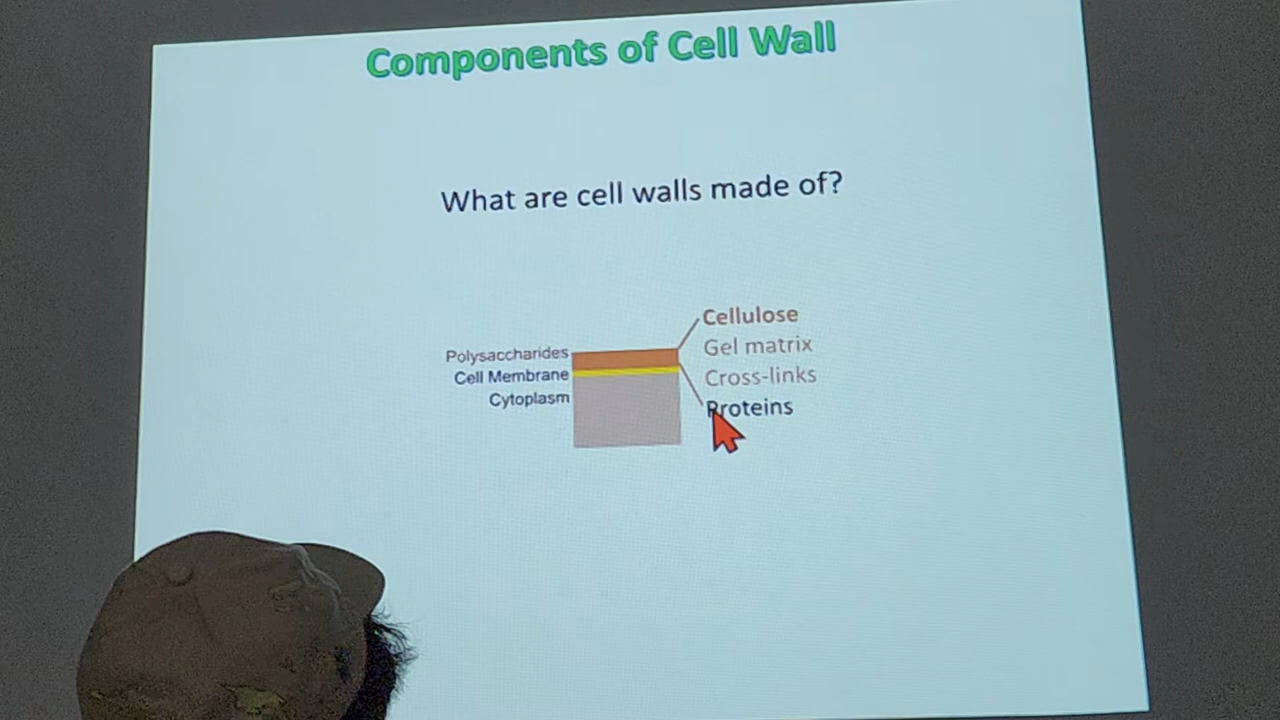 Components of Cell Wall
What are cell walls made of?
Polysaccharides
Cell Membrane
Cytoplasm
Cellulose
Gel matrix
Cross-links
Proteins